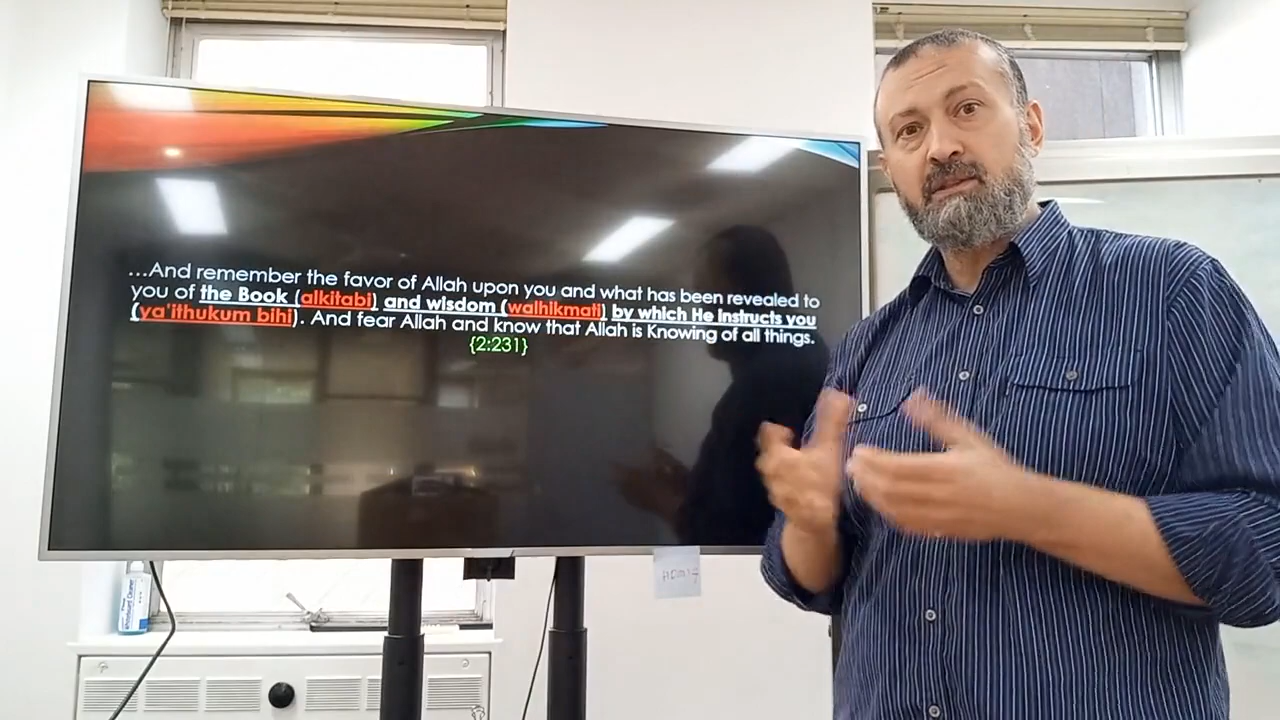 ...And remember the favor of Allah upon you and what has been revealed to
you of the Book (alkitabi) and wisdom (walhikmati) by which He instructs you
(ya'ithukum bihi). And fear Allah and know that Allah is Knowing of all things.
{2:231}